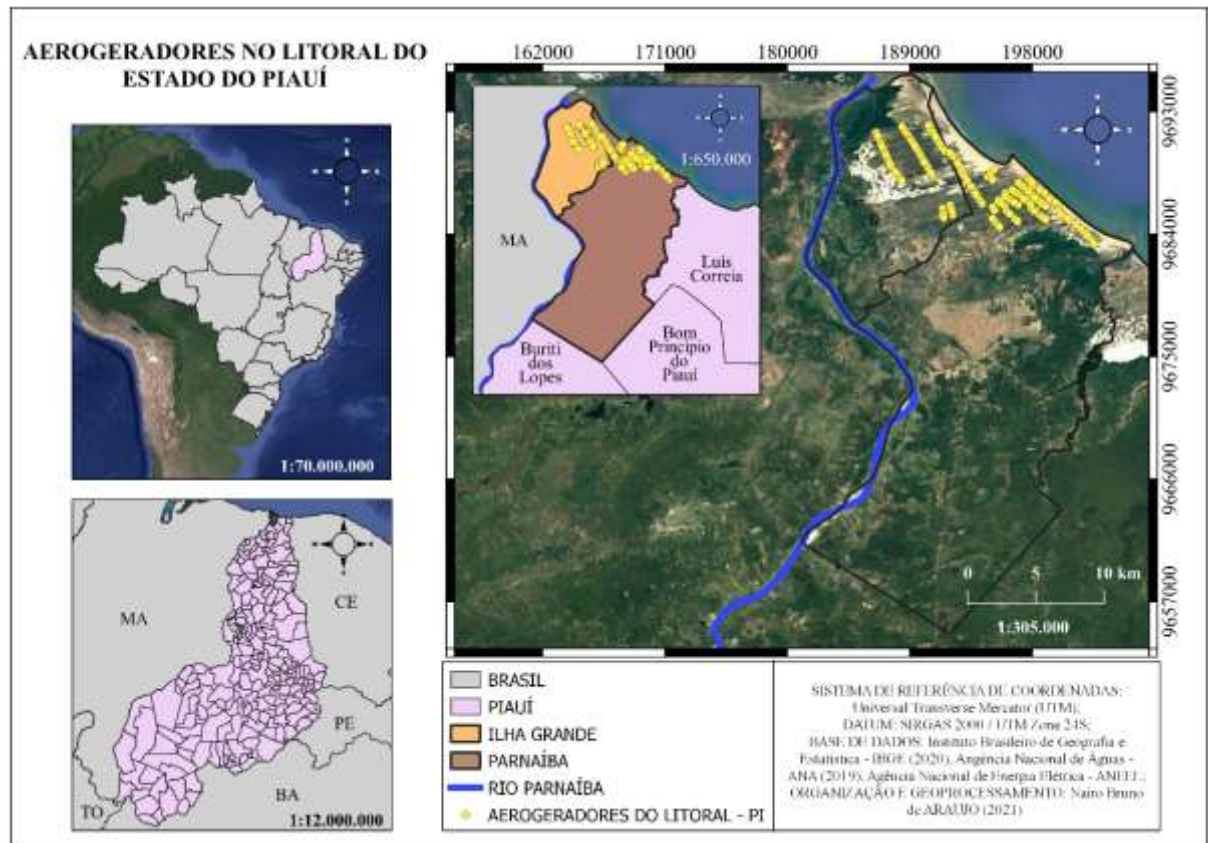 AEROGERADORES NO LITORAL DO
ESTADO DO PIAUÍ
1:70.000.000
MA
CE
PE
TO
BA
1:12.000.000
162000
171000
180000
189000
198000
9693000
9684000
9675000
9666000
9657000
1:650.000
MA
Luis
Correia
Bom
Princípio
do
Piauí
Buriti
dos
Lopes
0 5 10 km
1:305.000
BRASIL
PIAUÍ
ILHA GRANDE
PARNAÍBA
RIO PARNAÍBA
AEROGERADORES DO LITORAL - PI
SISTEMA DE REFERÊNCIA DE COORDENADAS:
Universal Transverse Mercator (UTM);
DATUM: SIRGAS 2000 / UTM Zone 24S;
BASE DE DADOS: Instituto Brasileiro de Geografia e
Estatística - IBGE (2020), Angência Nacional de Águas -
ANA (2019), Agência Nacional de Energia Elétrica - ANEEL.
ORGANIZAÇÃO E GEOPROCESSAMENTO: Nairo Bruno
de ARAUJO (2021)